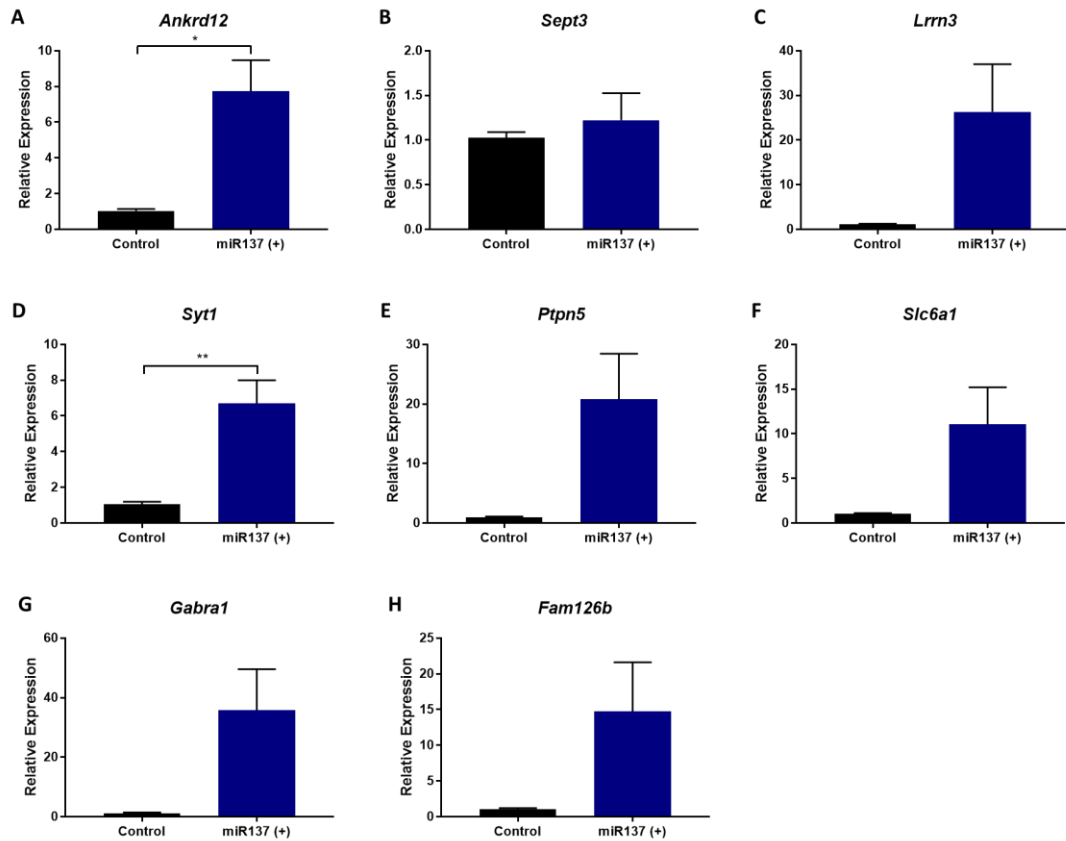 A Ankrd12
*
Relative Expression
10
8
6
4
2
0
Control miR137 (+)
B Sept3
Relative Expression
2.0
1.5
1.0
0.5
0.0
Control miR137 (+)
C Lrrn3
Relative Expression
40
30
20
10
0
Control miR137 (+)
D Syt1
**
Relative Expression
10
8
6
4
2
0
Control miR137 (+)
E Ptpn5
Relative Expression
30
20
10
0
Control miR137 (+)
F Slc6a1
Relative Expression
20
15
10
5
0
Control miR137 (+)
G Gabra1
Relative Expression
60
40
20
0
Control miR137 (+)
H Fam126b
Relative Expression
25
20
15
10
5
0
Control miR137 (+)